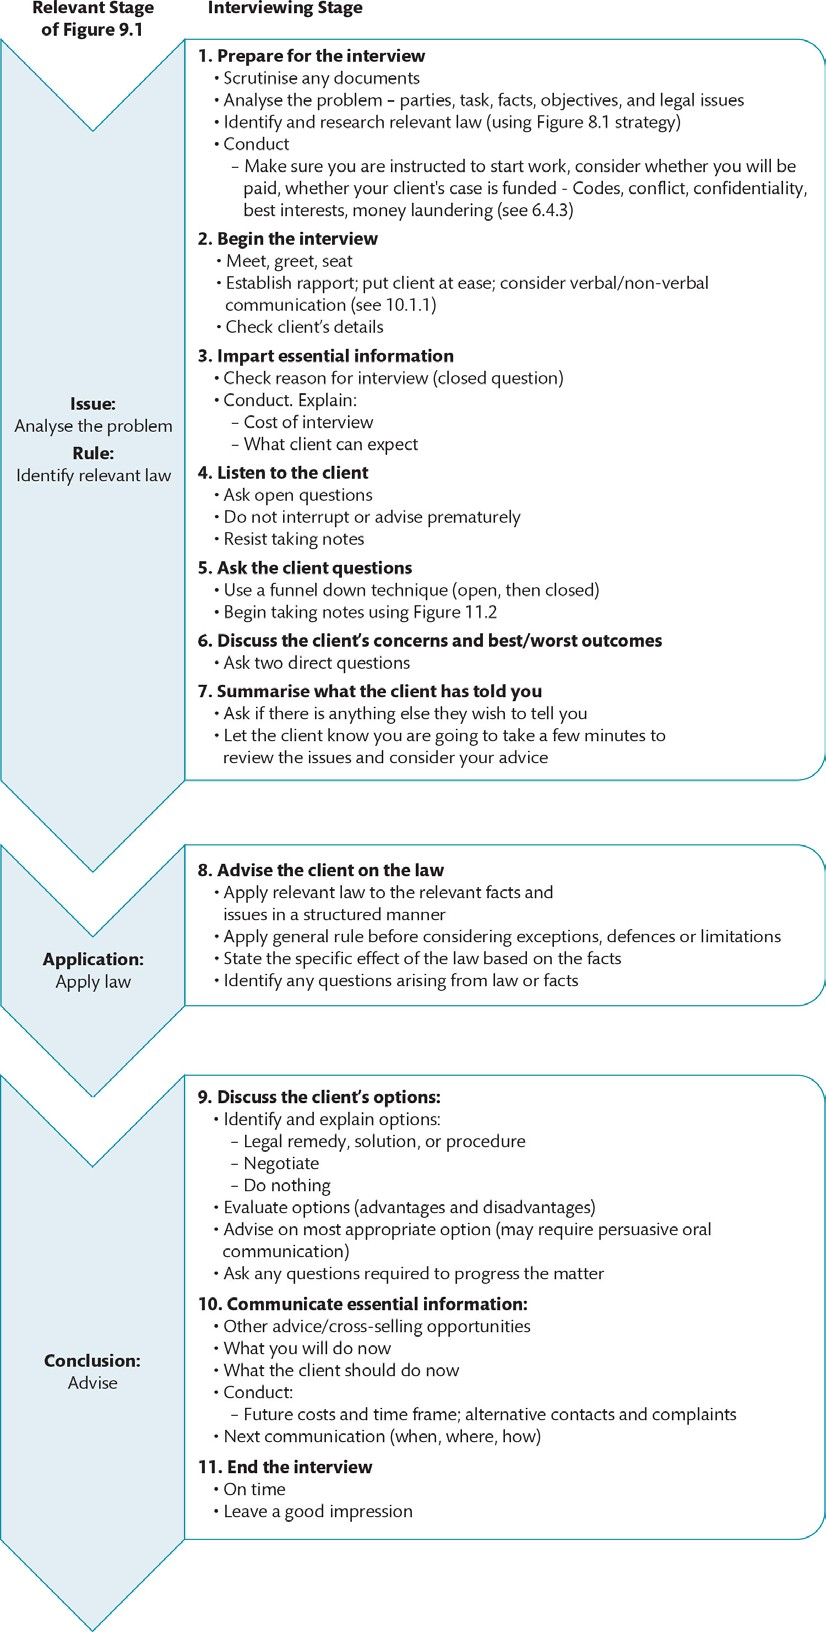 Relevant Stage
of Figure 9.1
Interviewing Stage
Issue:
Analyse the problem
Rule:
Identify relevant law
1. Prepare for the interview
• Scrutinise any documents
• Analyse the problem – parties, task, facts, objectives, and legal issues
• Identify and research relevant law (using Figure 8.1 strategy)
• Conduct
– Make sure you are instructed to start work, consider whether you will be
paid, whether your client's case is funded - Codes, conflict, confidentiality,
best interests, money laundering (see 6.4.3)
2. Begin the interview
• Meet, greet, seat
• Establish rapport; put client at ease; consider verbal/non-verbal
communication (see 10.1.1)
• Check client's details
3. Impart essential information
• Check reason for interview (closed question)
• Conduct. Explain:
– Cost of interview
– What client can expect
4. Listen to the client
• Ask open questions
• Do not interrupt or advise prematurely
• Resist taking notes
5. Ask the client questions
• Use a funnel down technique (open, then closed)
• Begin taking notes using Figure 11.2
6. Discuss the client's concerns and best/worst outcomes
• Ask two direct questions
7. Summarise what the client has told you
• Ask if there is anything else they wish to tell you
• Let the client know you are going to take a few minutes to
review the issues and consider your advice
Application:
Apply law
8. Advise the client on the law
• Apply relevant law to the relevant facts and
issues in a structured manner
• Apply general rule before considering exceptions, defences or limitations
• State the specific effect of the law based on the facts
• Identify any questions arising from law or facts
Conclusion:
Advise
9. Discuss the client's options:
• Identify and explain options:
– Legal remedy, solution, or procedure
– Negotiate
– Do nothing
• Evaluate options (advantages and disadvantages)
• Advise on most appropriate option (may require persuasive oral
communication)
• Ask any questions required to progress the matter
10. Communicate essential information:
• Other advice/cross-selling opportunities
• What you will do now
• What the client should do now
• Conduct:
– Future costs and time frame; alternative contacts and complaints
• Next communication (when, where, how)
11. End the interview
• On time
• Leave a good impression